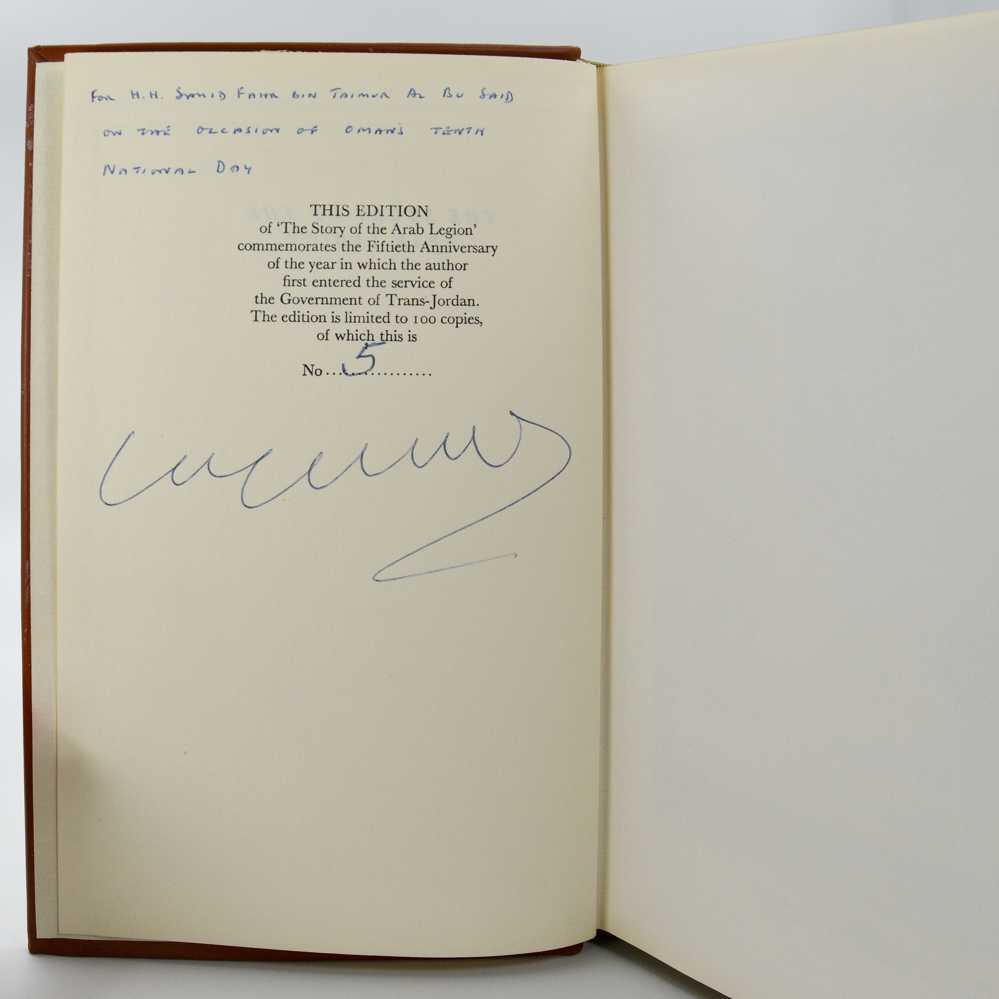 FOR H.H. SAYYID FAHR BIN TAIMUR AL BU SAID
ON THE OCCASION OF OMAN'S TENTH
NATIONAL DAY
THIS EDITION
of ‘The Story of the Arab Legion’
commemorates the Fiftieth Anniversary
of the year in which the author
first entered the service of
the Government of Trans-Jordan.
The edition is limited to 100 copies,
of which this is
No...5...............